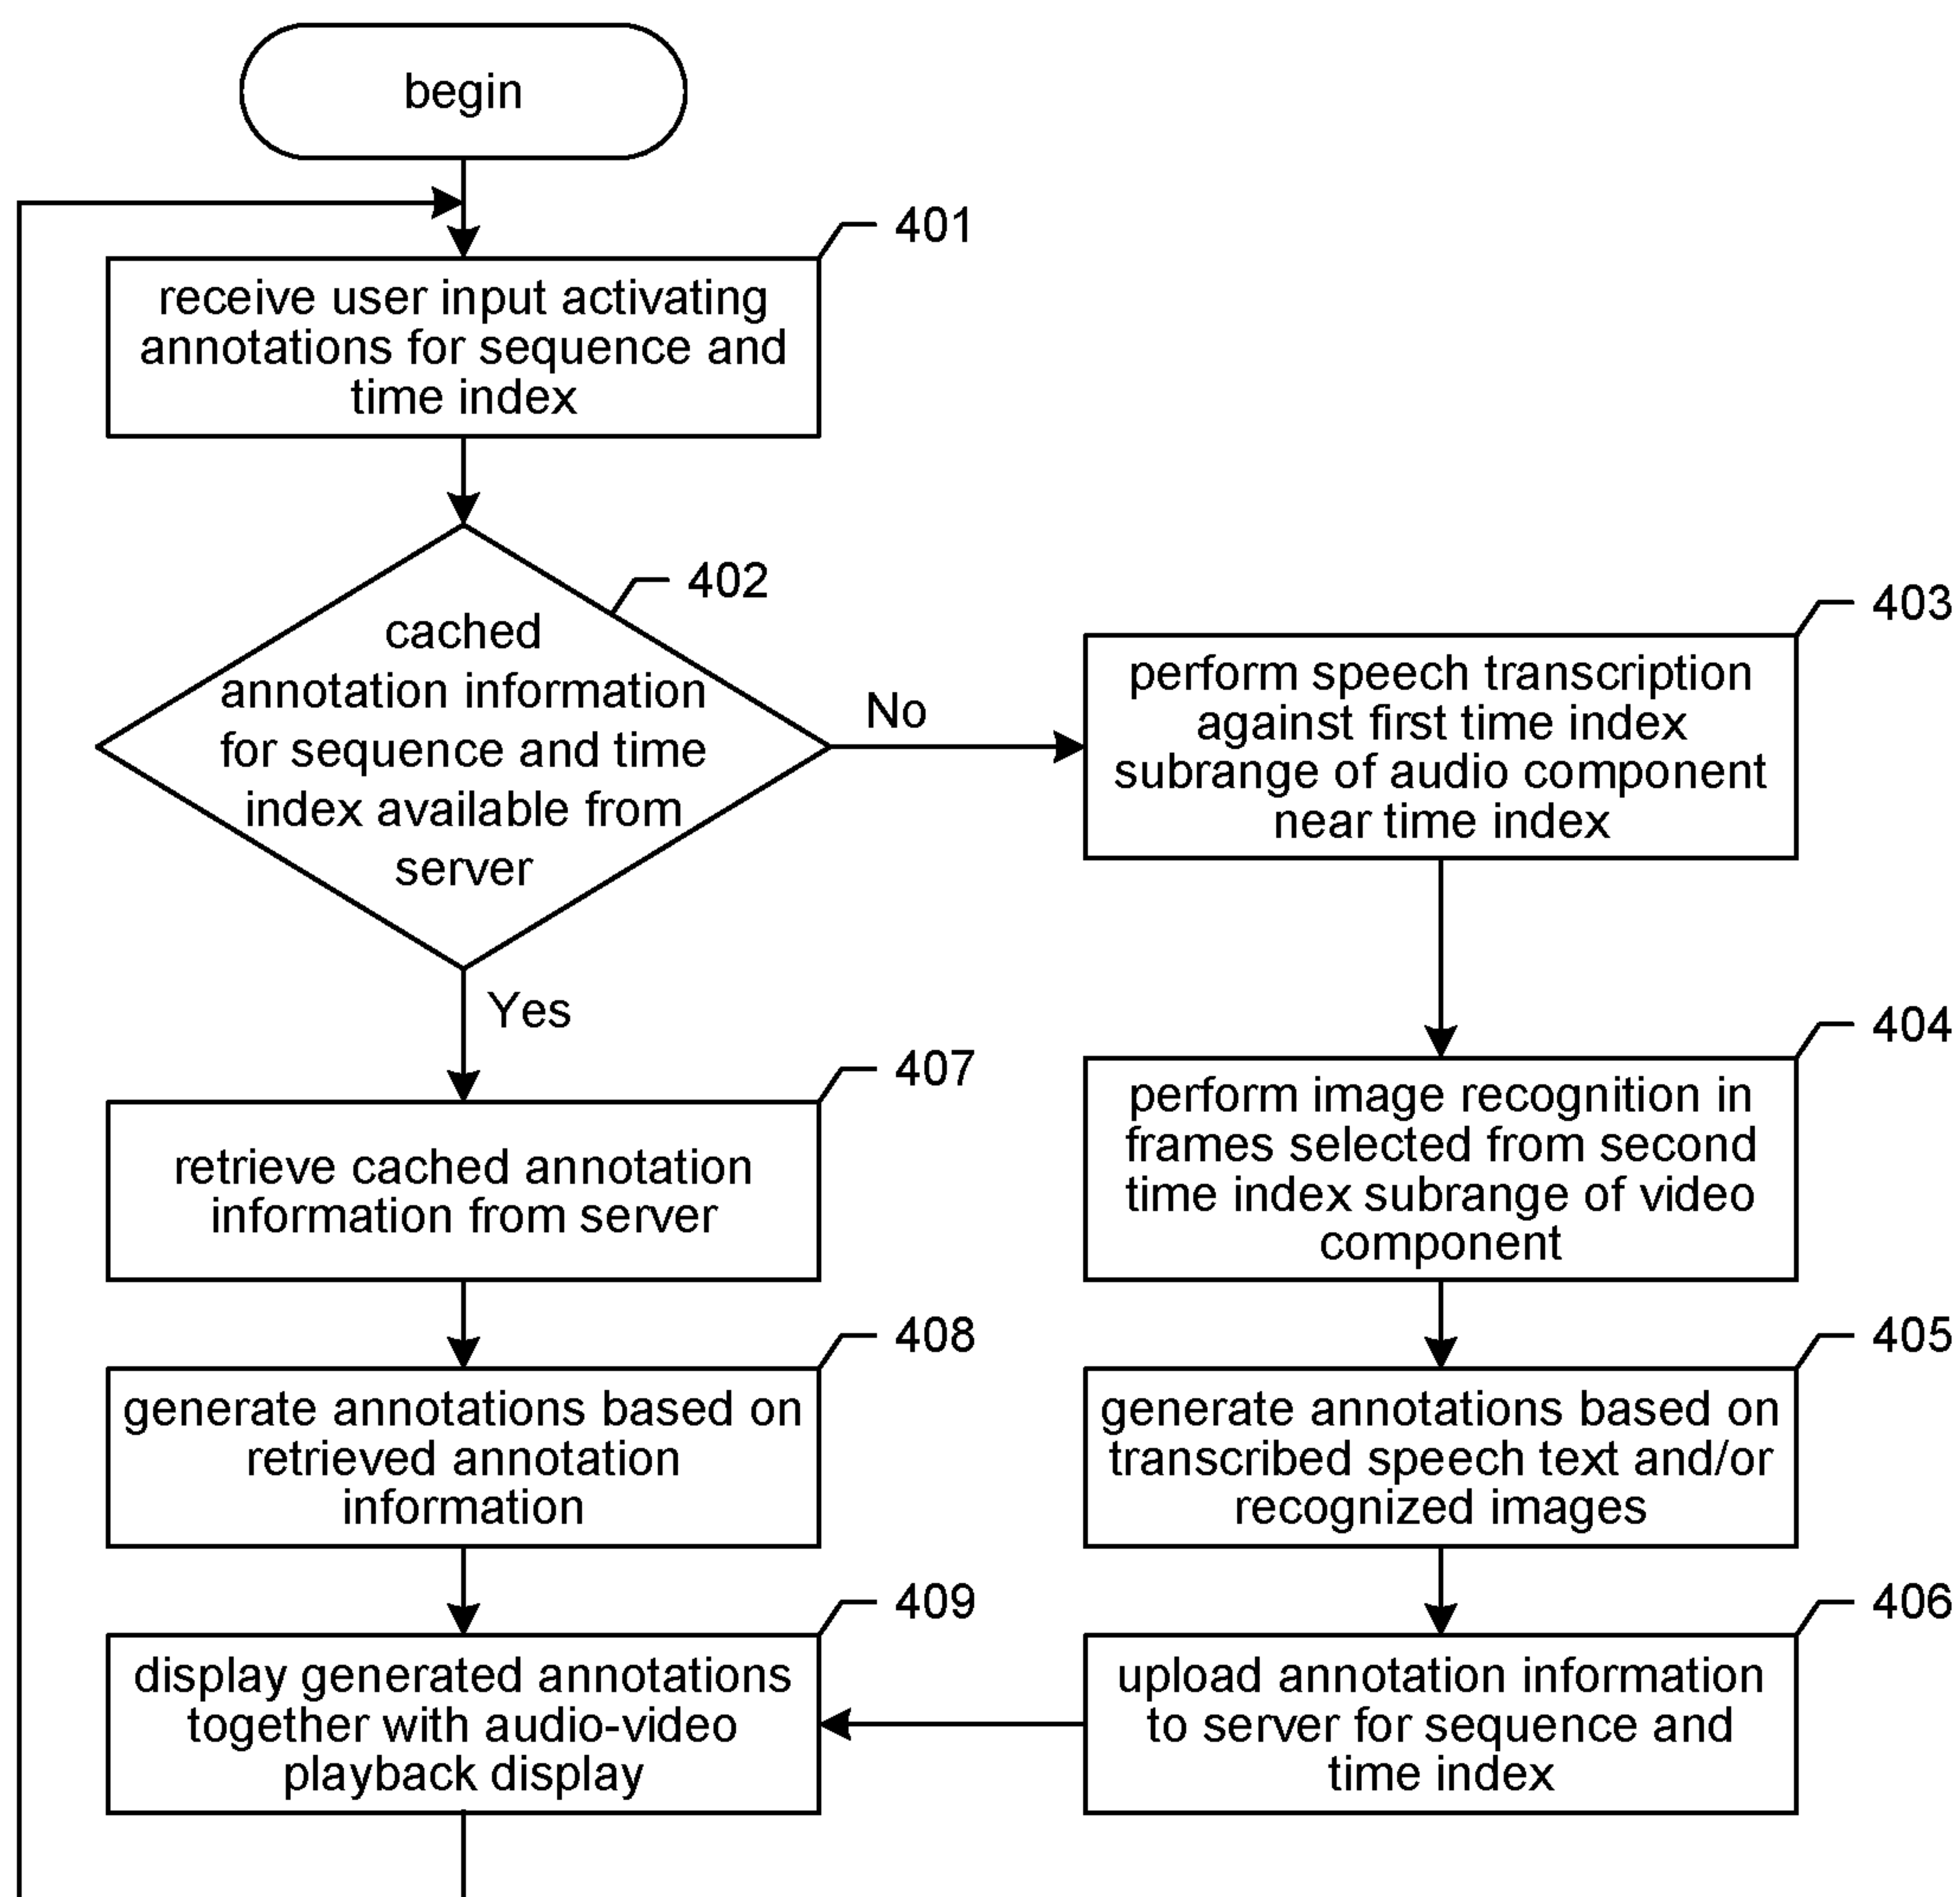 begin
401
receive user input activating
annotations for sequence and
time index
402
cached
annotation information
for sequence and time
index available from
server
No
Yes
403
perform speech transcription
against first time index
subrange of audio component
near time index
404
perform image recognition in
frames selected from second
time index subrange of video
component
407
retrieve cached annotation
information from server
408
generate annotations based on
retrieved annotation
information
405
generate annotations based on
transcribed speech text and/or
recognized images
409
display generated annotations
together with audio-video
playback display
406
upload annotation information
to server for sequence and
time index